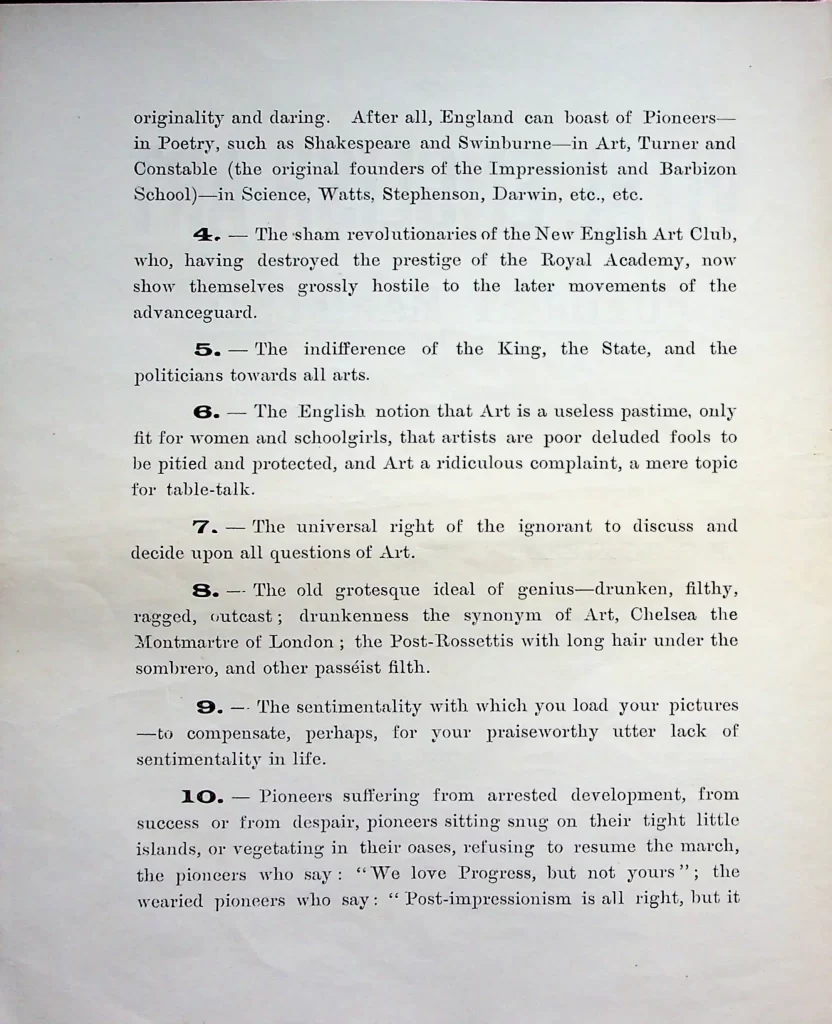 originality and daring. After all, England can boast of Pioneers—
in Poetry, such as Shakespeare and Swinburne—in Art, Turner and
Constable (the original founders of the Impressionist and Barbizon
School)—in Science, Watts, Stephenson, Darwin, etc., etc.
4. — The sham revolutionaries of the New English Art Club,
who, having destroyed the prestige of the Royal Academy, now
show themselves grossly hostile to the later movements of the
advanceguard.
5. — The indifference of the King, the State, and the
politicians towards all arts.
6. — The English notion that Art is a useless pastime, only
fit for women and schoolgirls, that artists are poor deluded fools to
be pitied and protected, and Art a ridiculous complaint, a mere topic
for table-talk.
7. — The universal right of the ignorant to discuss and
decide upon all questions of Art.
8. — The old grotesque ideal of genius—drunken, filthy,
ragged, outcast ; drunkenness the synonym of Art, Chelsea the
Montmartre of London ; the Post-Rossettis with long hair under the
sombrero, and other passéist filth.
9. — The sentimentality with which you load your pictures
—to compensate, perhaps, for your praiseworthy utter lack of
sentimentality in life.
10. — Pioneers suffering from arrested development, from
success or from despair, pioneers sitting snug on their tight little
islands, or vegetating in their oases, refusing to resume the march,
the pioneers who say : “We love Progress, but not yours” ; the
wearied pioneers who say : “ Post-impressionism is all right, but it